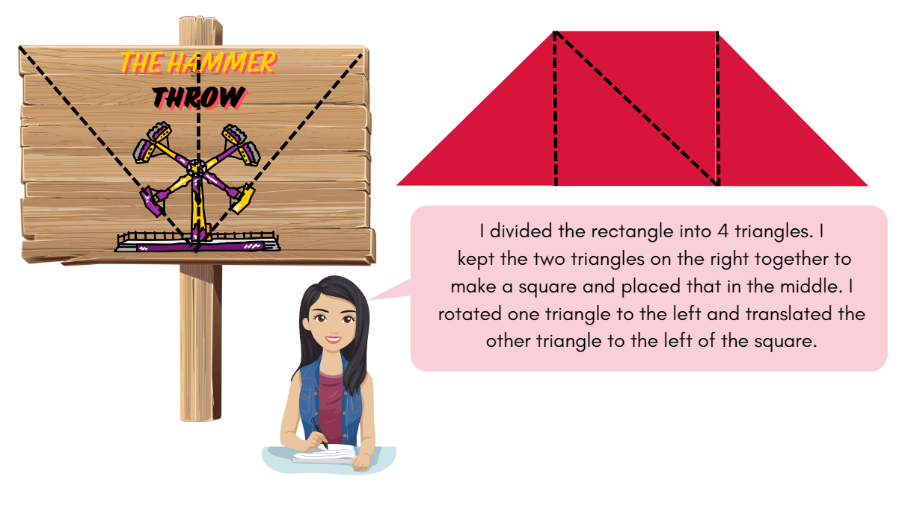 THE HAMMER
THROW
I divided the rectangle into 4 triangles. I
kept the two triangles on the right together to
make a square and placed that in the middle. I
rotated one triangle to the left and translated the
other triangle to the left of the square.